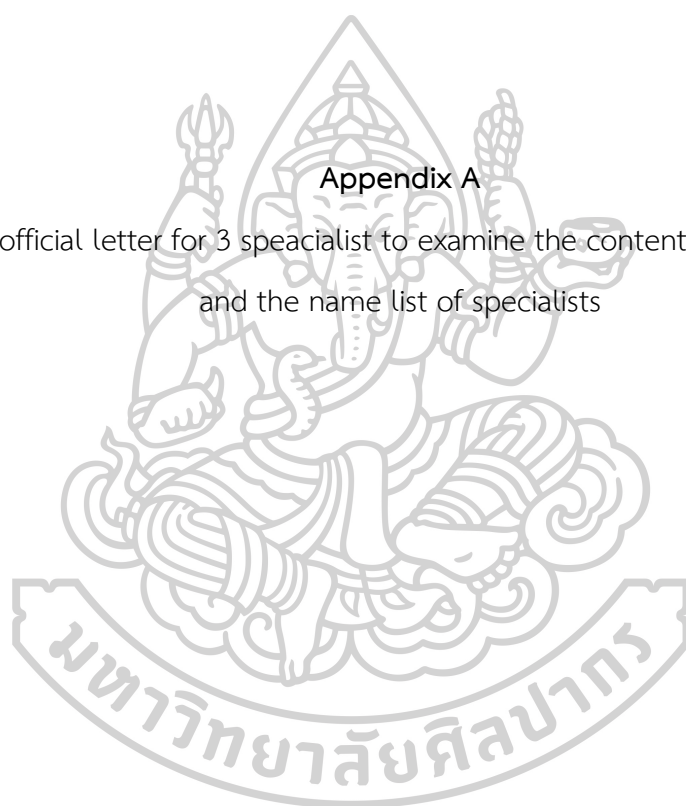 Appendix A
official letter for 3 speacialist to examine the content
and the name list of specialists
มหาวิทยาลัยศิลปากร